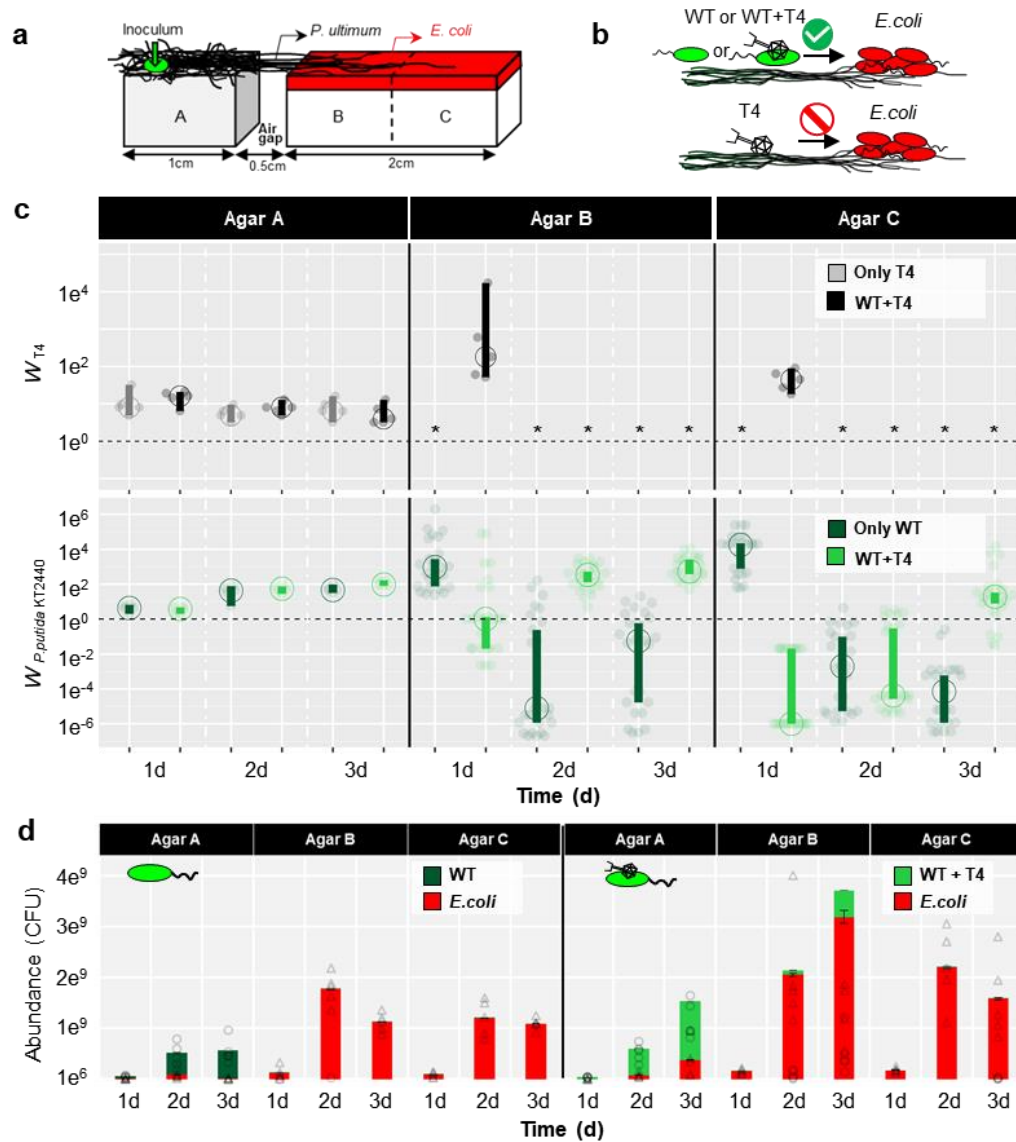 a
Inoculum
P. ultimum
E. coli
A
B
C
Air
gap
1cm
0.5cm
2cm
b
WT or WT+T4
E.coli
or
T4
E.coli
c
Agar A
Agar B
Agar C
Only T4
WT+T4
W T4
1e4
1e2
1e0
* * * * *
* * * * *
Only WT
WT+T4
W P.putida KT2440
1e6
1e4
1e2
1e0
1e-2
1e-4
1e-6
1d 2d 3d 1d 2d 3d 1d 2d 3d
Time (d)
d
Agar A Agar B Agar C Agar A Agar B Agar C
WT
E.coli
WT + T4
E.coli
Abundance (CFU)
4e9
3e9
2e9
1e9
1e6
1d 2d 3d 1d 2d 3d 1d 2d 3d 1d 2d 3d 1d 2d 3d 1d 2d 3d
Time (d)